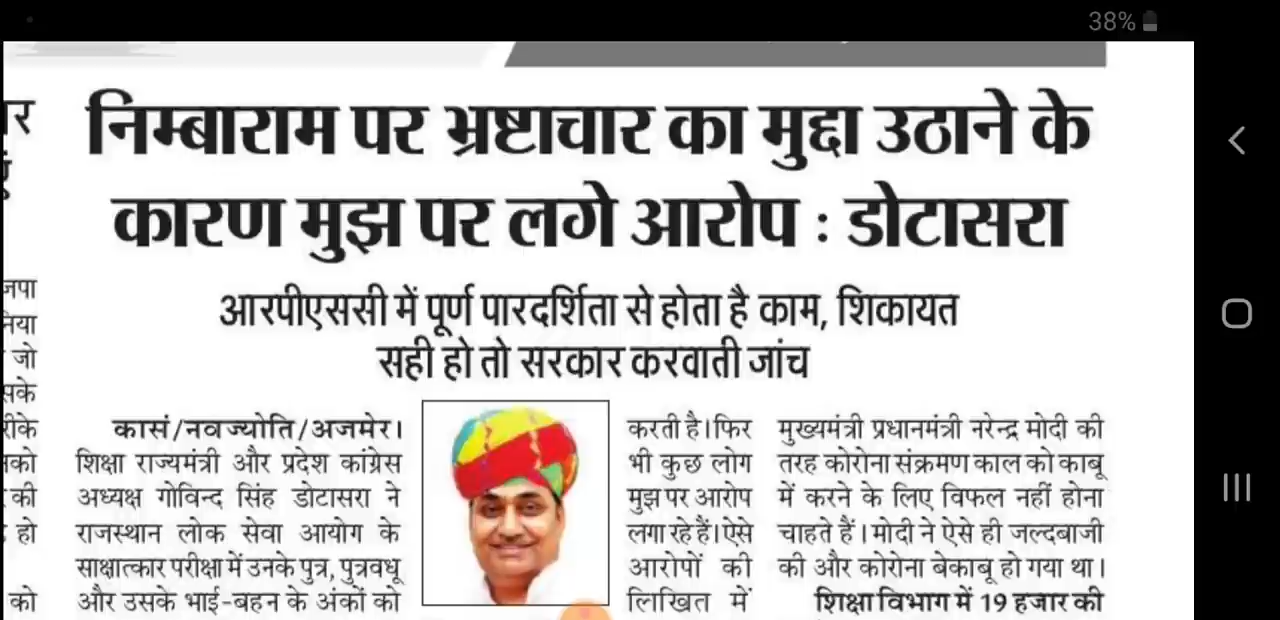 38%
निम्बाराम पर भ्रष्टाचार का मुद्दा उठाने के
कारण मुझ पर लगे आरोप : डोटासरा
आरपीएससी में पूर्ण पारदर्शिता से होता है काम, शिकायत
सही हो तो सरकार करवाती जांच
जो
हो
को
कासं/नवज्योति/अजमेर।
शिक्षा राज्यमंत्री और प्रदेश कांग्रेस
अध्यक्ष गोविन्द सिंह डोटासरा ने
राजस्थान लोक सेवा आयोग के
साक्षात्कार परीक्षा में उनके पुत्र, पुत्रवधू
और उसके भाई-बहन के अंकों को
करती है। फिर
भी कुछ लोग
मुझ पर आरोप
लगा रहे हैं। ऐसे
आरोपों की
लिखित में
मुख्यमंत्री प्रधानमंत्री नरेन्द्र मोदी की
तरह कोरोना संक्रमण काल को काबू
में करने के लिए विफल नहीं होना
चाहते हैं। मोदी ने ऐसे ही जल्दबाजी
की और कोरोना बेकाबू हो गया था।
शिक्षा विभाग में 19 हजार की